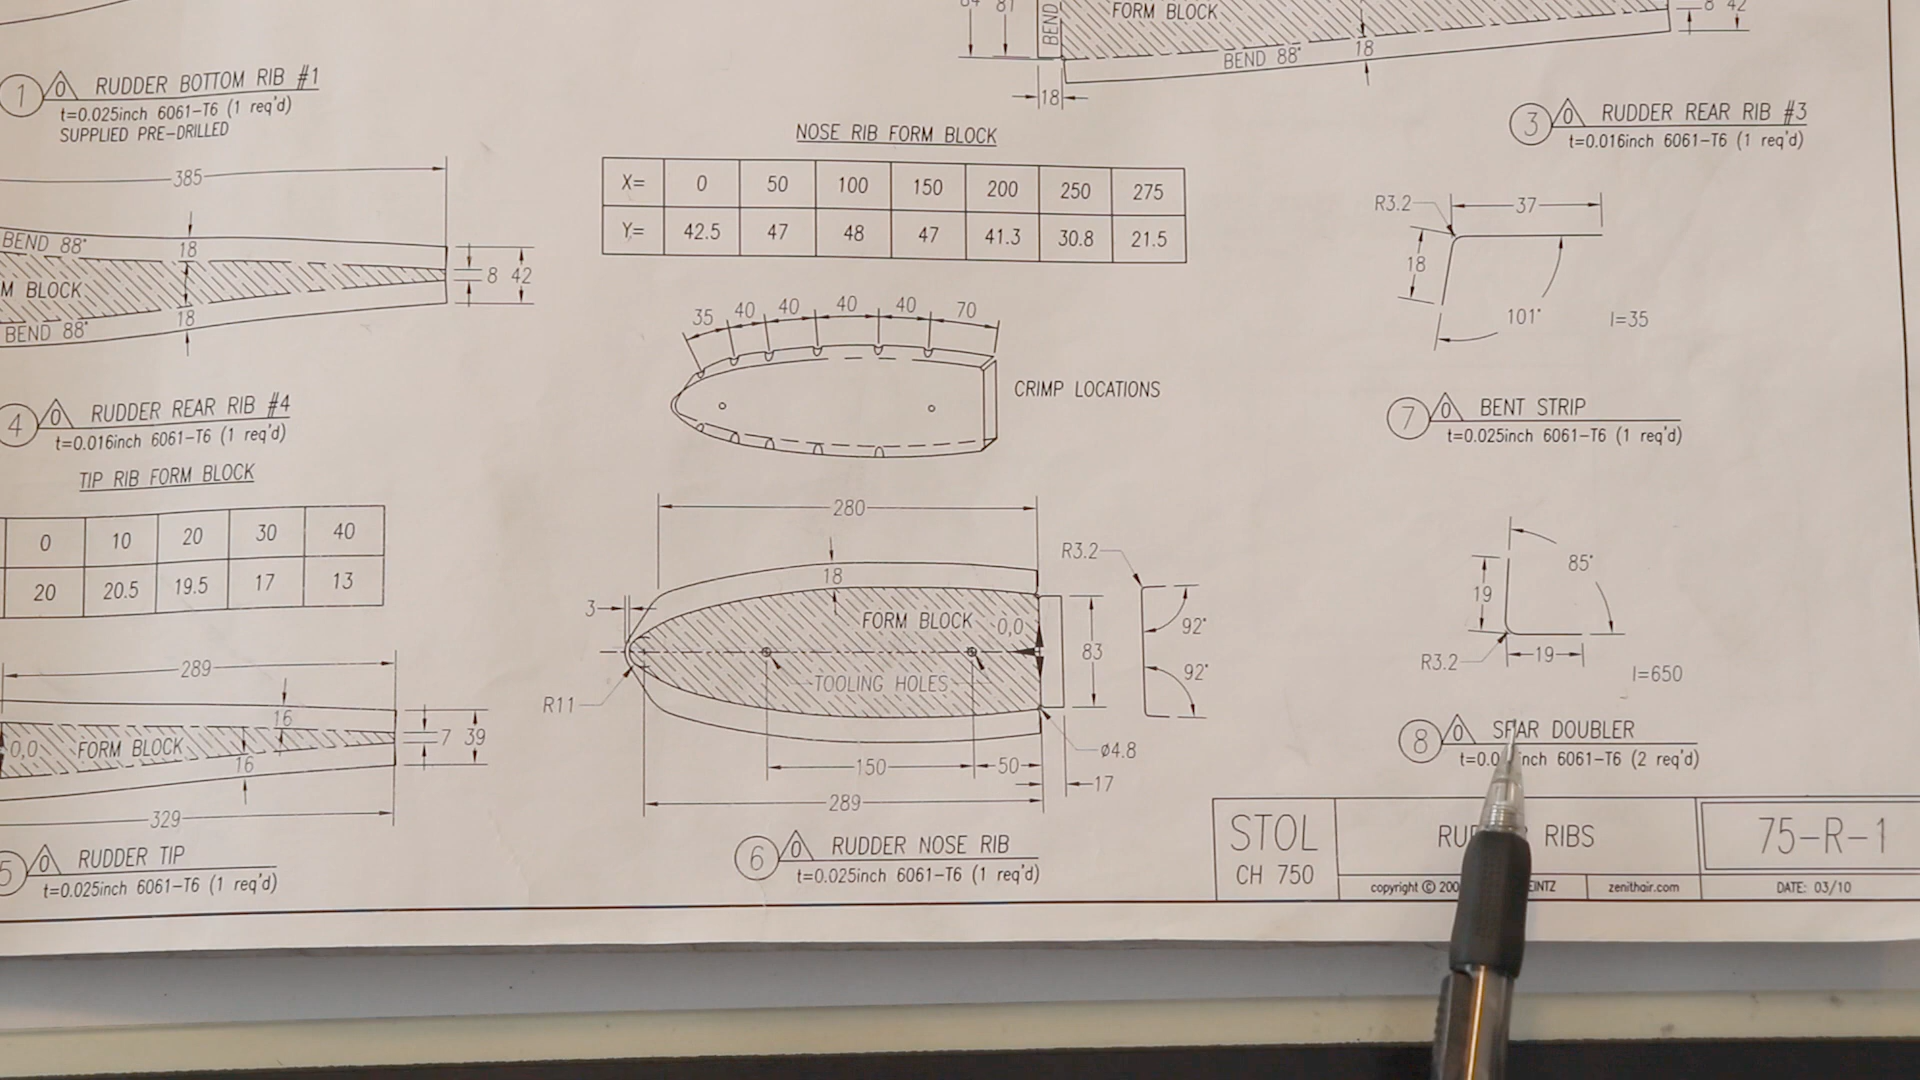 84 81
BEND
FORM BLOCK
BEND 88°
18
18
8 42
1 0 RUDDER BOTTOM RIB #1
t=0.025inch 6061-T6 (1 req'd)
SUPPLIED PRE-DRILLED
3 0 RUDDER REAR RIB #3
t=0.016inch 6061-T6 (1 req'd)
385
BEND 88°
18
BLOCK
8 42
BEND 88°
18
4 0 RUDDER REAR RIB #4
t=0.016inch 6061-T6 (1 req'd)
NOSE RIB FORM BLOCK
X= 0 50 100 150 200 250 275
Y= 42.5 47 48 47 41.3 30.8 21.5
35 40 40 40 40 70
CRIMP LOCATIONS
R3.2 37
18
101° l=35
7 0 BENT STRIP
t=0.025inch 6061-T6 (1 req'd)
TIP RIB FORM BLOCK
0 10 20 30 40
20 20.5 19.5 17 13
289
16
0,0 FORM BLOCK
7 39
16
329
5 0 RUDDER TIP
t=0.025inch 6061-T6 (1 req'd)
280
R3.2
18
3
FORM BLOCK 0,0
92°
83
TOOLING HOLES
92°
R11
ø4.8
150 50
17
289
6 0 RUDDER NOSE RIB
t=0.025inch 6061-T6 (1 req'd)
85°
19
R3.2 19
l=650
8 0 SPAR DOUBLER
6061-T6 (2 req'd)
STOL
CH 750
RIBS
75-R-1
copyright ©
zenithair.com
DATE: 03/10